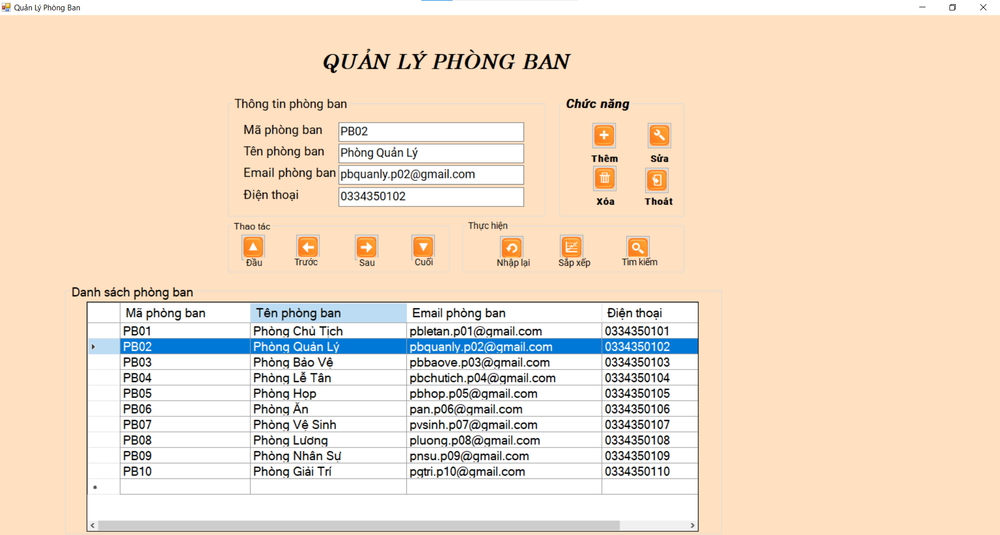 Quản Lý Phòng Ban
QUẢN LÝ PHÒNG BAN
Thông tin phòng ban
Mã phòng ban PB02
Tên phòng ban Phòng Quản Lý
Email phòng ban pbquanly.p02@gmail.com
Điện thoại 0334350102
Chức năng
Thêm Sửa
Xóa Thoát
Thao tác
Đầu Trước Sau Cuối
Thực hiện
Nhập lại Sắp xếp Tìm kiếm
Danh sách phòng ban
Mã phòng ban Tên phòng ban Email phòng ban Điện thoại
PB01 Phòng Chủ Tịch pbletan.p01@gmail.com 0334350101
PB02 Phòng Quản Lý pbquanly.p02@gmail.com 0334350102
PB03 Phòng Bảo Vệ pbbaove.p03@gmail.com 0334350103
PB04 Phòng Lễ Tân pbchutich.p04@gmail.com 0334350104
PB05 Phòng Họp pbhop.p05@gmail.com 0334350105
PB06 Phòng Ăn pan.p06@gmail.com 0334350106
PB07 Phòng Vệ Sinh pvsinh.p07@gmail.com 0334350107
PB08 Phòng Lương pluong.p08@gmail.com 0334350108
PB09 Phòng Nhân Sự pnsu.p09@gmail.com 0334350109
PB10 Phòng Giải Trí pgtri.p10@gmail.com 0334350110